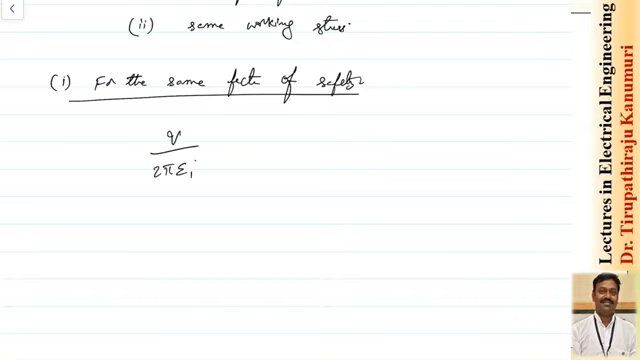 (ii) same working stress.
(i) For the same factor of safety
q
2πε₁
Lectures in Electrical Engineering
Dr. Tirupathiraju Kanumuri